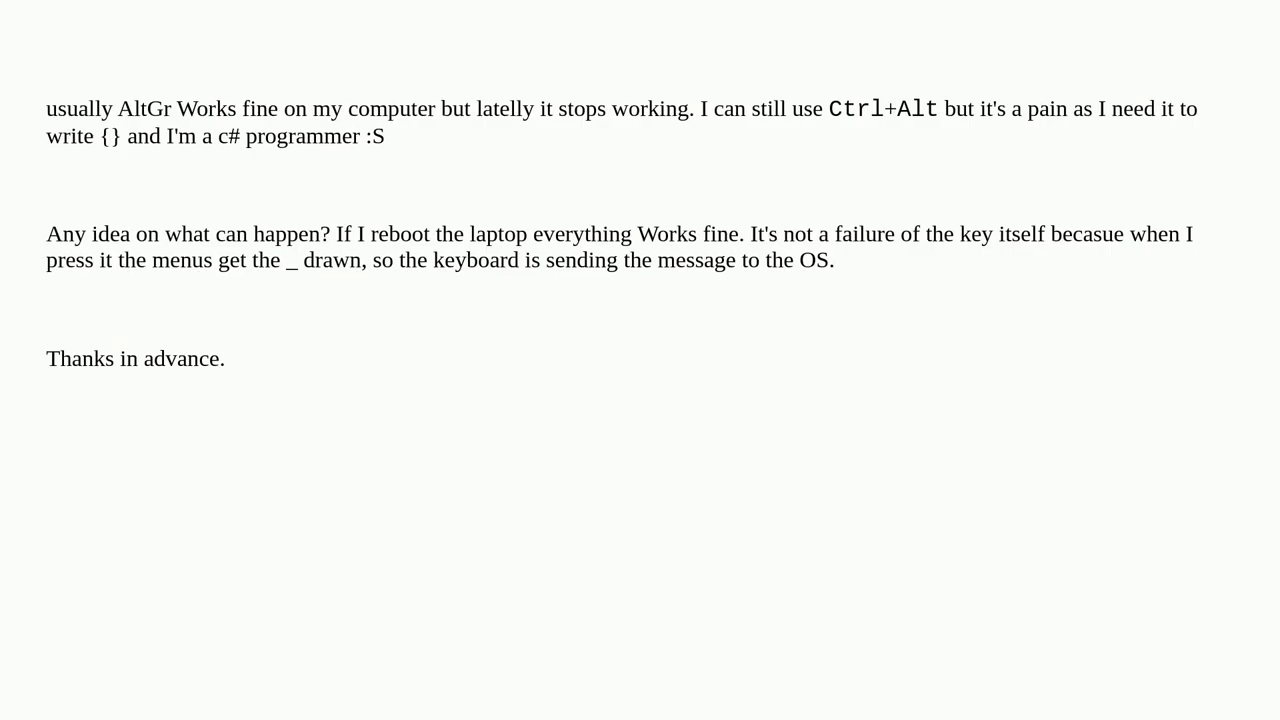 usually AltGr Works fine on my computer but latelly it stops working. I can still use Ctrl+Alt but it's a pain as I need it to
write {} and I'm a c# programmer :S
Any idea on what can happen? If I reboot the laptop everything Works fine. It's not a failure of the key itself becasue when I
press it the menus get the _ drawn, so the keyboard is sending the message to the OS.
Thanks in advance.